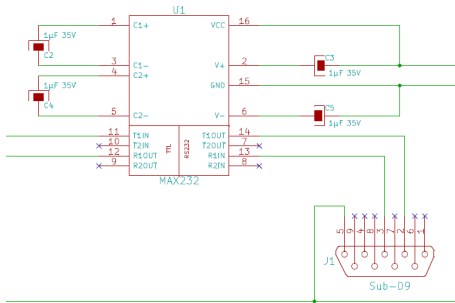 U1
1 C1+ VCC 16
1µF 35V
C2
3 C1- V+ 2
C3
1µF 35V
4 C2+ GND 15
1µF 35V
C4
5 C2- V- 6
C5
1µF 35V
11 T1IN T1OUT 14
10 T2IN T2OUT 7
12 R1OUT R1IN 13
9 R2OUT R2IN 8
TTL RS232
MAX232
5 9 4 8 3 7 2 6 1
J1
Sub-D9